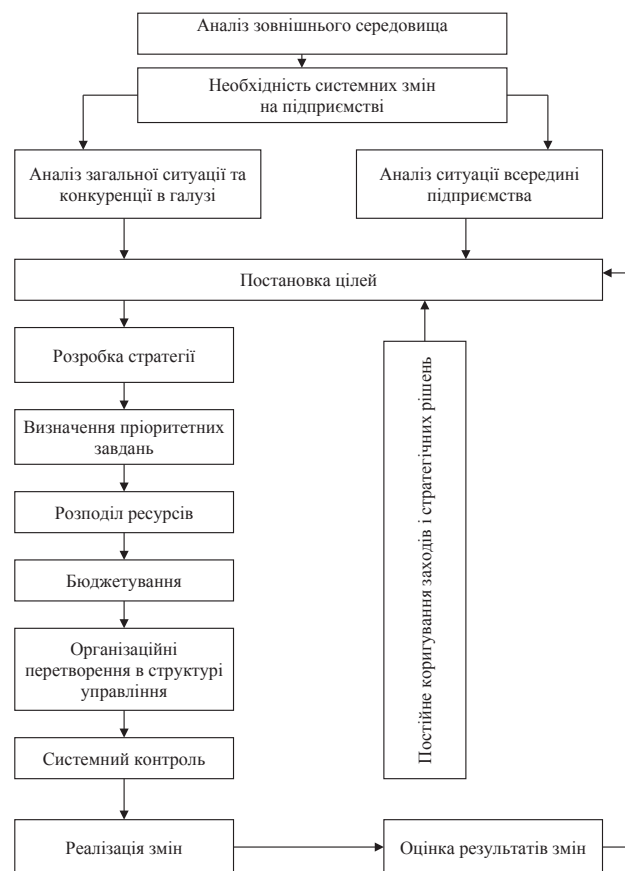 Аналіз зовнішнього середовища
Необхідність системних змін
на підприємстві
Аналіз загальної ситуації та
конкуренції в галузі
Аналіз ситуації всередині
підприємства
Постановка цілей
Розробка стратегії
Визначення пріоритетних
завдань
Розподіл ресурсів
Бюджетування
Організаційні
перетворення в структурі
управління
Системний контроль
Постійне коригування заходів і стратегічних рішень
Реалізація змін
Оцінка результатів змін